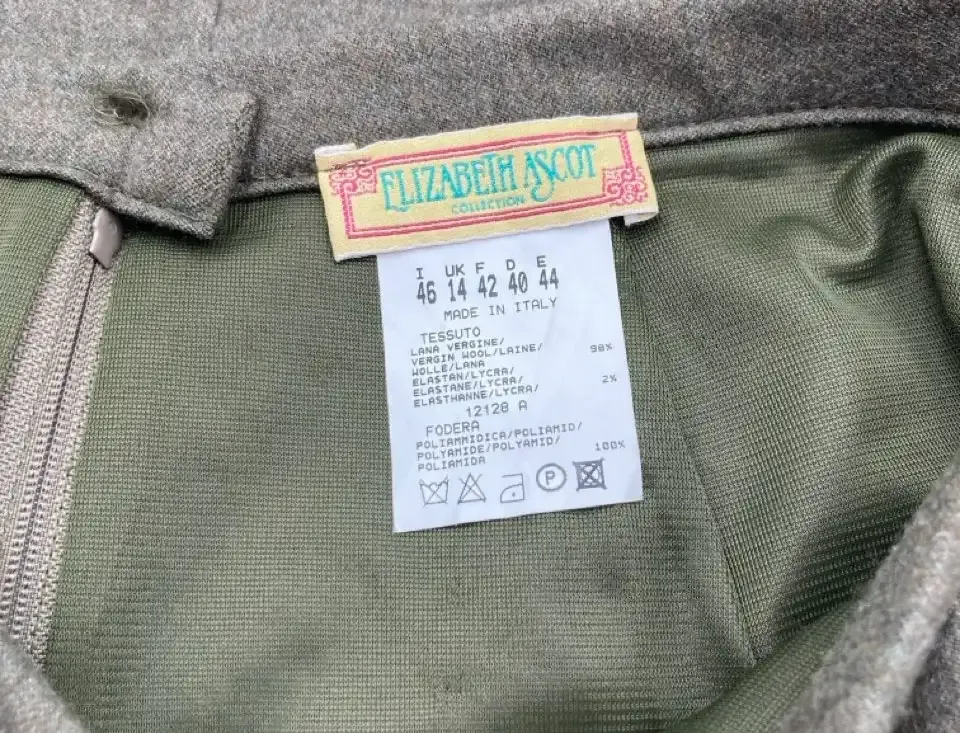 ELIZABETH ASCOT
COLLECTION
I UK F D E
46 14 42 40 44
MADE IN ITALY
TESSUTO
LANA VERGINE/
VERGIN WOOL/LAINE/ 98%
WOLLE/LANA
ELASTAN/LYCRA/
ELASTANE/LYCRA/ 2%
ELASTHANNE/LYCRA/
12128 A
FODERA
POLIAMMIDICA/POLIAMID/
POLYAMIDE/POLYAMID/ 100%
POLIAMIDA
P